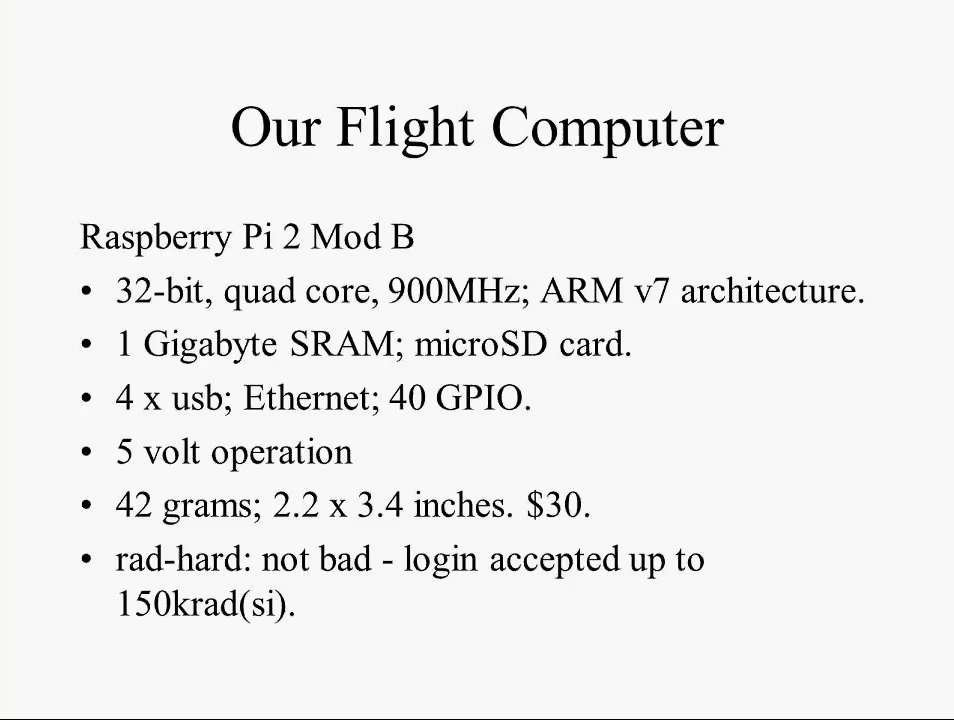 Our Flight Computer
Raspberry Pi 2 Mod B
• 32-bit, quad core, 900MHz; ARM v7 architecture.
• 1 Gigabyte SRAM; microSD card.
• 4 x usb; Ethernet; 40 GPIO.
• 5 volt operation
• 42 grams; 2.2 x 3.4 inches. $30.
• rad-hard: not bad - login accepted up to
150krad(si).